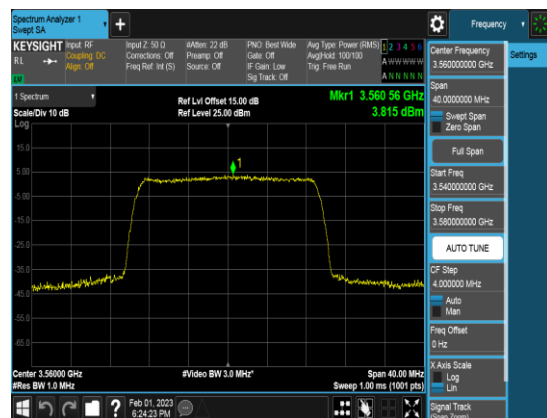 Spectrum Analyzer 1
Swept SA
+
Frequency
KEYSIGHT
RL
Input: RF
Coupling: DC
Align: Off
Input Z: 50 Ω
Corrections: Off
Freq Ref: Int (S)
#Atten: 22 dB
Preamp: Off
Source: Off
PNO: Best Wide
Gate: Off
IF Gain: Low
Sig Track: Off
Avg Type: Power (RMS)
Avg|Hold: 100/100
Trig: Free Run
1 2 3 4 5 6
A W W W W W
A N N N N N
1 Spectrum
Scale/Div 10 dB
Log
Ref Lvl Offset 15.00 dB
Ref Level 25.00 dBm
Mkr1 3.560 56 GHz
3.815 dBm
15.0
5.00
-5.00
-15.0
-25.0
-35.0
-45.0
-55.0
-65.0
1
Center 3.56000 GHz
#Res BW 1.0 MHz
#Video BW 3.0 MHz*
Span 40.00 MHz
Sweep 1.00 ms (1001 pts)
?
Feb 01, 2023
6:24:23 PM
Center Frequency
3.560000000 GHz
Span
40.0000000 MHz
Swept Span
Zero Span
Full Span
Start Freq
3.540000000 GHz
Stop Freq
3.580000000 GHz
AUTO TUNE
CF Step
4.000000 MHz
Auto
Man
Freq Offset
0 Hz
X Axis Scale
Log
Lin
Signal Track
(Span Zoom)
Settings